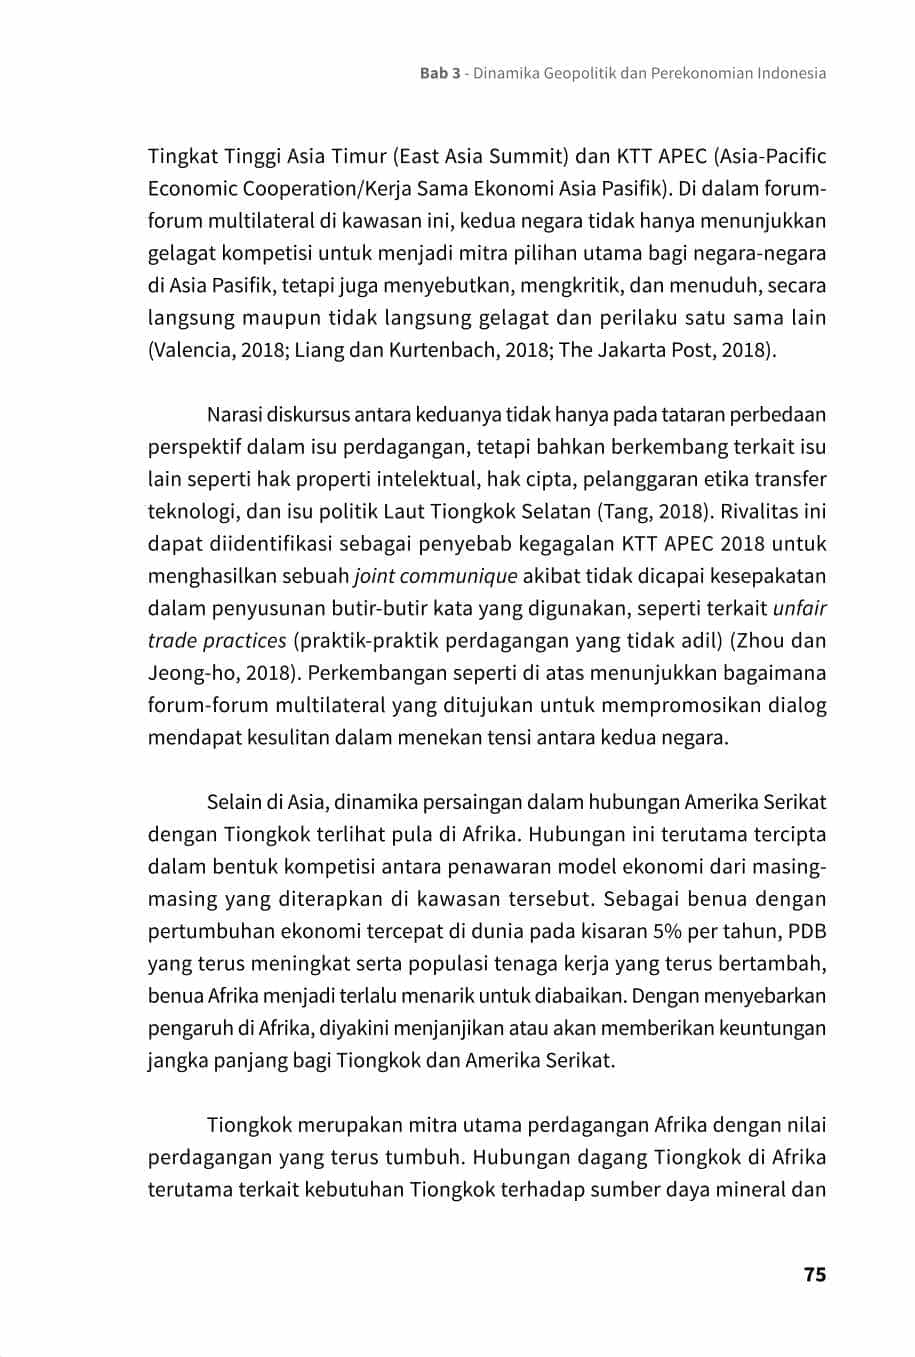 Bab 3 - Dinamika Geopolitik dan Perekonomian Indonesia
Tingkat Tinggi Asia Timur (East Asia Summit) dan KTT APEC (Asia-Pacific
Economic Cooperation/Kerja Sama Ekonomi Asia Pasifik). Di dalam forum-
forum multilateral di kawasan ini, kedua negara tidak hanya menunjukkan
gelagat kompetisi untuk menjadi mitra pilihan utama bagi negara-negara
di Asia Pasifik, tetapi juga menyebutkan, mengkritik, dan menuduh, secara
langsung maupun tidak langsung gelagat dan perilaku satu sama lain
(Valencia, 2018; Liang dan Kurtenbach, 2018; The Jakarta Post, 2018).
Narasi diskursus antara keduanya tidak hanya pada tataran perbedaan
perspektif dalam isu perdagangan, tetapi bahkan berkembang terkait isu
lain seperti hak properti intelektual, hak cipta, pelanggaran etika transfer
teknologi, dan isu politik Laut Tiongkok Selatan (Tang, 2018). Rivalitas ini
dapat diidentifikasi sebagai penyebab kegagalan KTT APEC 2018 untuk
menghasilkan sebuah joint communique akibat tidak dicapai kesepakatan
dalam penyusunan butir-butir kata yang digunakan, seperti terkait unfair
trade practices (praktik-praktik perdagangan yang tidak adil) (Zhou dan
Jeong-ho, 2018). Perkembangan seperti di atas menunjukkan bagaimana
forum-forum multilateral yang ditujukan untuk mempromosikan dialog
mendapat kesulitan dalam menekan tensi antara kedua negara.
Selain di Asia, dinamika persaingan dalam hubungan Amerika Serikat
dengan Tiongkok terlihat pula di Afrika. Hubungan ini terutama tercipta
dalam bentuk kompetisi antara penawaran model ekonomi dari masing-
masing yang diterapkan di kawasan tersebut. Sebagai benua dengan
pertumbuhan ekonomi tercepat di dunia pada kisaran 5% per tahun, PDB
yang terus meningkat serta populasi tenaga kerja yang terus bertambah,
benua Afrika menjadi terlalu menarik untuk diabaikan. Dengan menyebarkan
pengaruh di Afrika, diyakini menjanjikan atau akan memberikan keuntungan
jangka panjang bagi Tiongkok dan Amerika Serikat.
Tiongkok merupakan mitra utama perdagangan Afrika dengan nilai
perdagangan yang terus tumbuh. Hubungan dagang Tiongkok di Afrika
terutama terkait kebutuhan Tiongkok terhadap sumber daya mineral dan
75